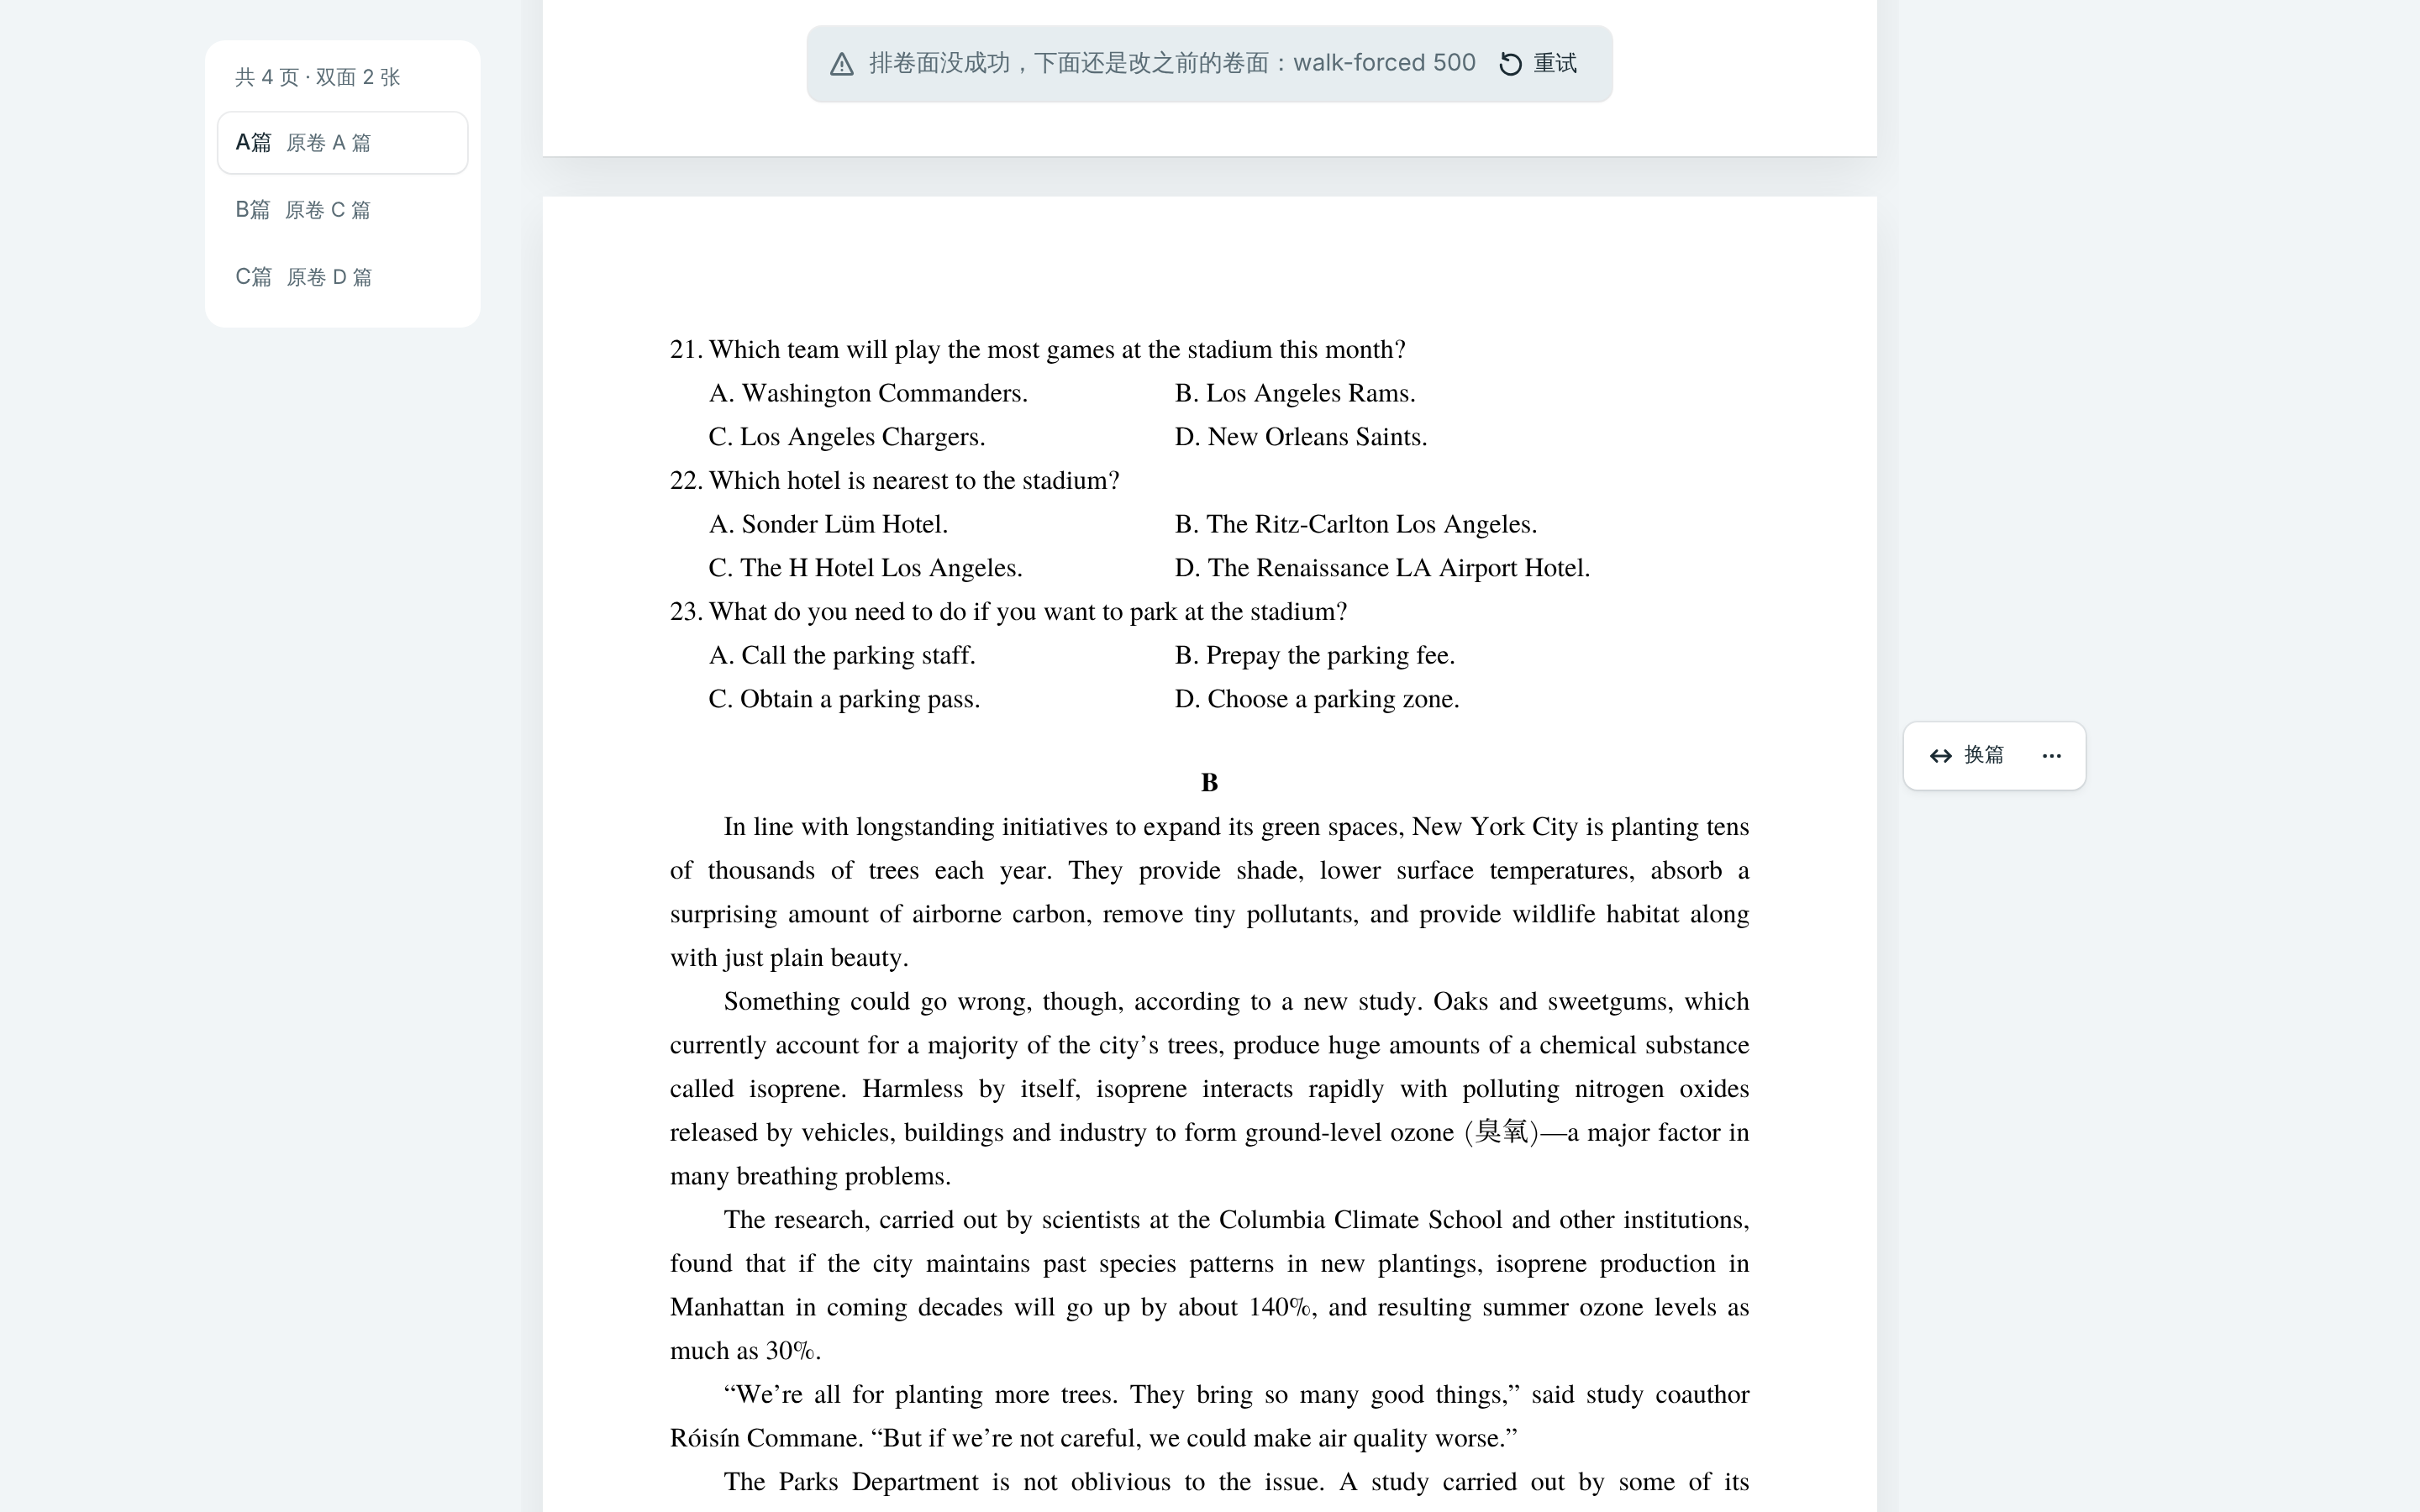 共 4 页 · 双面 2 张
A篇 原卷 A 篇
B篇 原卷 C 篇
C篇 原卷 D 篇
排卷面没成功，下面还是改之前的卷面：walk-forced 500 重试
21. Which team will play the most games at the stadium this month?
A. Washington Commanders. B. Los Angeles Rams.
C. Los Angeles Chargers. D. New Orleans Saints.
22. Which hotel is nearest to the stadium?
A. Sonder Lüm Hotel. B. The Ritz-Carlton Los Angeles.
C. The H Hotel Los Angeles. D. The Renaissance LA Airport Hotel.
23. What do you need to do if you want to park at the stadium?
A. Call the parking staff. B. Prepay the parking fee.
C. Obtain a parking pass. D. Choose a parking zone.
换篇 ···
B
In line with longstanding initiatives to expand its green spaces, New York City is planting tens
of thousands of trees each year. They provide shade, lower surface temperatures, absorb a
surprising amount of airborne carbon, remove tiny pollutants, and provide wildlife habitat along
with just plain beauty.
Something could go wrong, though, according to a new study. Oaks and sweetgums, which
currently account for a majority of the city’s trees, produce huge amounts of a chemical substance
called isoprene. Harmless by itself, isoprene interacts rapidly with polluting nitrogen oxides
released by vehicles, buildings and industry to form ground-level ozone (臭氧)—a major factor in
many breathing problems.
The research, carried out by scientists at the Columbia Climate School and other institutions,
found that if the city maintains past species patterns in new plantings, isoprene production in
Manhattan in coming decades will go up by about 140%, and resulting summer ozone levels as
much as 30%.
“We’re all for planting more trees. They bring so many good things,” said study coauthor
Róisín Commane. “But if we’re not careful, we could make air quality worse.”
The Parks Department is not oblivious to the issue. A study carried out by some of its